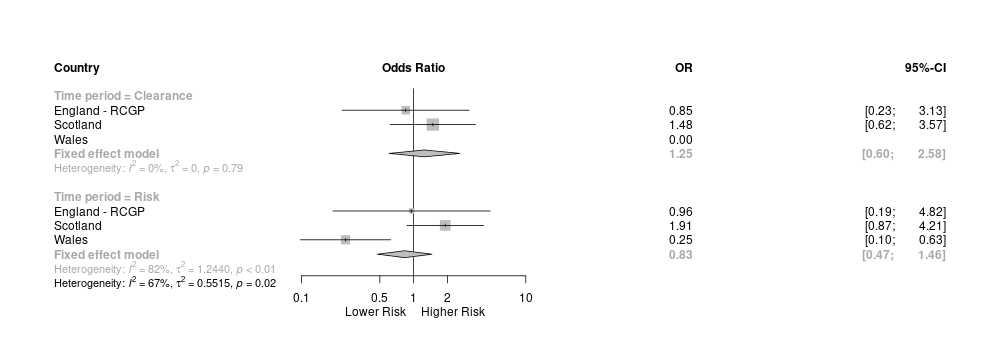 Country Odds Ratio OR 95%-CI
Time period = Clearance
England - RCGP 0.85 [0.23; 3.13]
Scotland 1.48 [0.62; 3.57]
Wales 0.00
Fixed effect model 1.25 [0.60; 2.58]
Heterogeneity: I² = 0%, τ² = 0, p = 0.79
Time period = Risk
England - RCGP 0.96 [0.19; 4.82]
Scotland 1.91 [0.87; 4.21]
Wales 0.25 [0.10; 0.63]
Fixed effect model 0.83 [0.47; 1.46]
Heterogeneity: I² = 82%, τ² = 1.2440, p < 0.01
Heterogeneity: I² = 67%, τ² = 0.5515, p = 0.02
0.1 0.5 1 2 10
Lower Risk Higher Risk